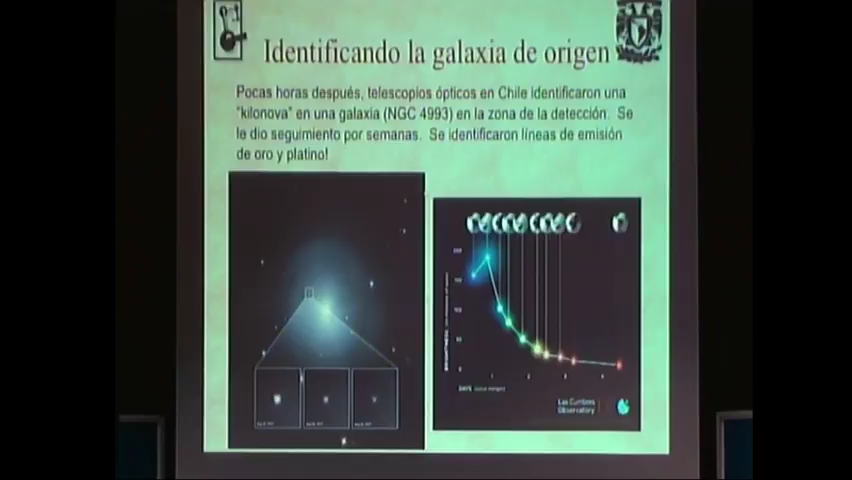 Identificando la galaxia de origen
Pocas horas después, telescopios ópticos en Chile identificaron una
"kilonova" en una galaxia (NGC 4993) en la zona de la detección. Se
le dio seguimiento por semanas. Se identificaron líneas de emisión
de oro y platino!
BRIGHTNESS
DAYS
Las Cumbres
Observatory